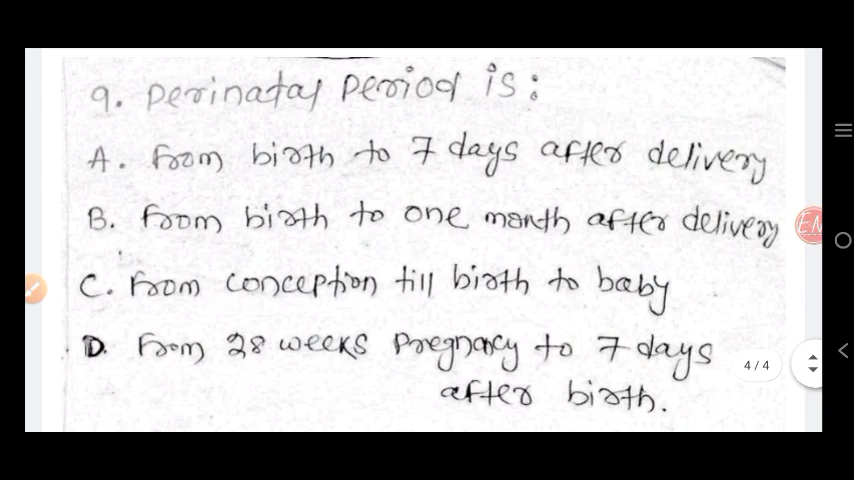 9. Perinatal Period is:
A. from birth to 7 days after delivery
B. from birth to one month after delivery
C. from conception till birth to baby
D. from 28 weeks pregnancy to 7 days
after birth.
4/4
EN